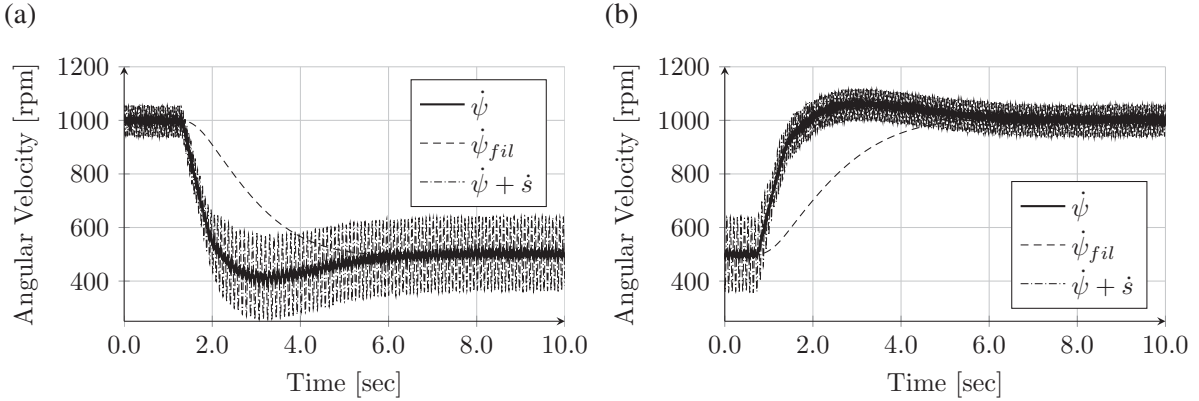 (a)
1200
1000
800
600
400
0.0 2.0 4.0 6.0 8.0 10.0
Time [sec]
Angular Velocity [rpm]
ψ̇
ψ̇_fil
ψ̇ + ṡ
(b)
1200
1000
800
600
400
0.0 2.0 4.0 6.0 8.0 10.0
Time [sec]
Angular Velocity [rpm]
ψ̇
ψ̇_fil
ψ̇ + ṡ